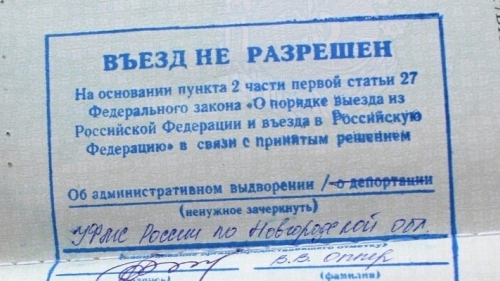 ВЪЕЗД НЕ РАЗРЕШЕН
На основании пункта 2 части первой статьи 27
Федерального закона «О порядке выезда из
Российской Федерации и въезда в Российскую
Федерацию» в связи с принятым решением
Об административном выдворении /о депортации
(ненужное зачеркнуть)
УФМС России по Новгородской обл.
(фамилия)